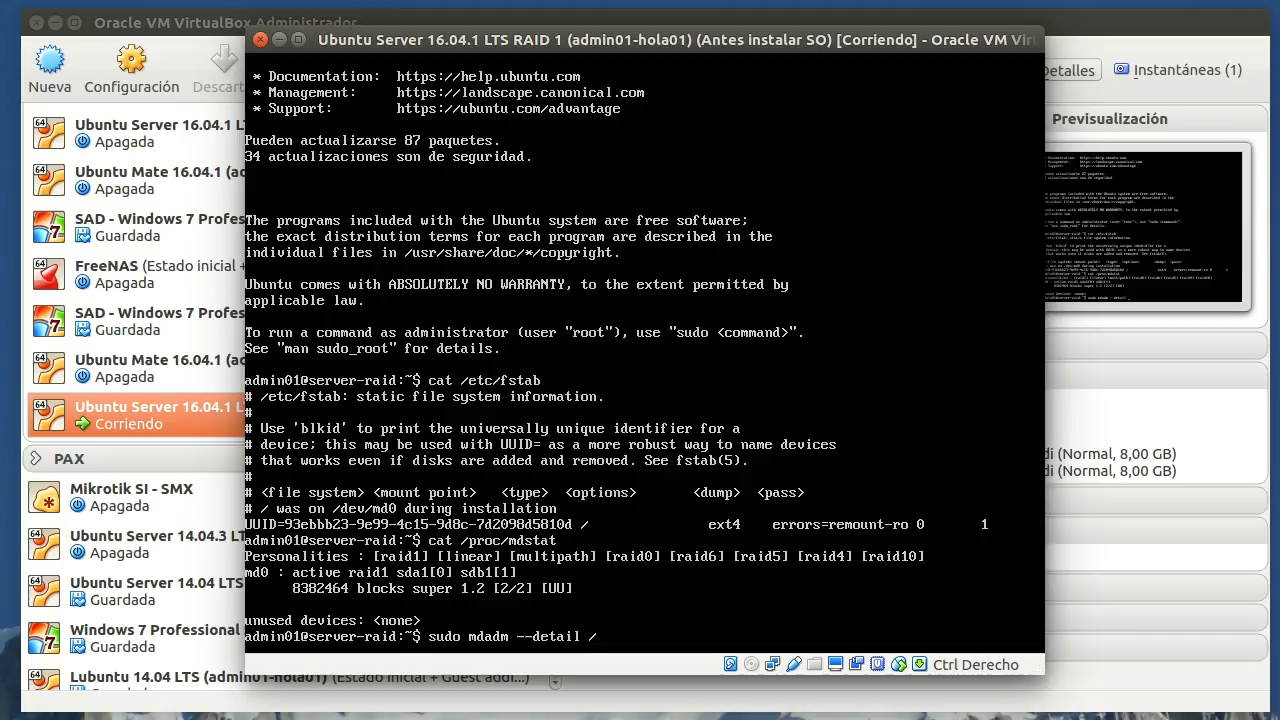 Oracle VM VirtualBox Administrador
Ubuntu Server 16.04.1 LTS RAID 1 (admin01-hola01) (Antes instalar SO) [Corriendo] - Oracle VM Virt
Nueva
Configuración
Descart
Detalles
Instantáneas (1)
Previsualización
Ubuntu Server 16.04.1 LT
Apagada
Ubuntu Mate 16.04.1 (ad
Apagada
SAD - Windows 7 Profes
Guardada
FreeNAS (Estado inicial +
Apagada
SAD - Windows 7 Profes
Guardada
Ubuntu Mate 16.04.1 (ad
Apagada
Ubuntu Server 16.04.1 L
Corriendo
PAX
Mikrotik SI - SMX
Apagada
Ubuntu Server 14.04.3 LT
Apagada
Ubuntu Server 14.04 LTS
Guardada
Windows 7 Professional
Guardada
Lubuntu 14.04 LTS (admin01-hola01) (Estado inicial + Guest addi...)
* Documentation:  https://help.ubuntu.com
* Management:     https://landscape.canonical.com
* Support:        https://ubuntu.com/advantage
Pueden actualizarse 87 paquetes.
34 actualizaciones son de seguridad.
The programs included with the Ubuntu system are free software;
the exact distribution terms for each program are described in the
individual files in /usr/share/doc/*/copyright.
Ubuntu comes with ABSOLUTELY NO WARRANTY, to the extent permitted by
applicable law.
To run a command as administrator (user "root"), use "sudo <command>".
See "man sudo_root" for details.
admin01@server-raid:~$ cat /etc/fstab
# /etc/fstab: static file system information.
#
# Use 'blkid' to print the universally unique identifier for a
# device; this may be used with UUID= as a more robust way to name devices
# that works even if disks are added and removed. See fstab(5).
#
# <file system> <mount point>   <type>  <options>       <dump>  <pass>
# / was on /dev/md0 during installation
UUID=93ebbb23-9e99-4c15-9d8c-7d2098d58108 /               ext4    errors=remount-ro 0       1
admin01@server-raid:~$ cat /proc/mdstat
Personalities : [raid1] [linear] [multipath] [raid0] [raid6] [raid5] [raid4] [raid10]
md0 : active raid1 sda1[0] sdb1[1]
8382464 blocks super 1.2 [2/2] [UU]
unused devices: <none>
admin01@server-raid:~$ sudo mdadm --detail /
di (Normal, 8,00 GB)
di (Normal, 8,00 GB)
Ctrl Derecho